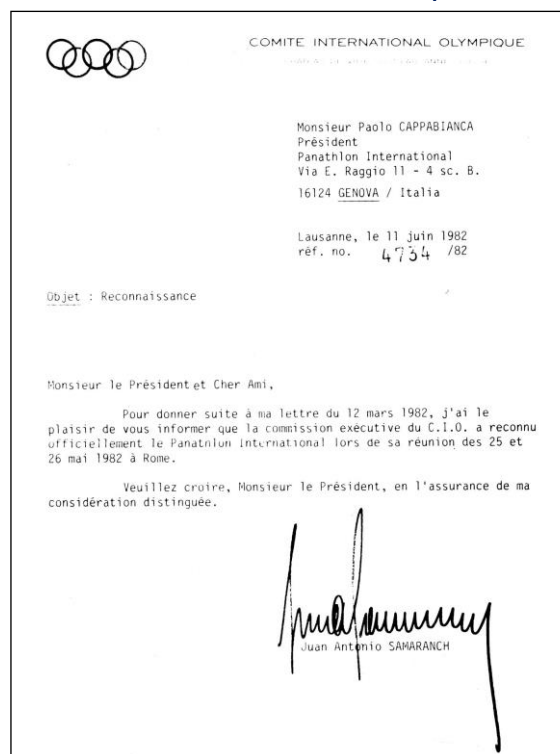 COMITE INTERNATIONAL OLYMPIQUE
Monsieur Paolo CAPPABIANCA
Président
Panathlon International
Via E. Raggio 11 - 4 sc. B.
16124 GENOVA / Italia
Lausanne, le 11 juin 1982
réf. no. 4734 /82
Objet : Reconnaissance
Monsieur le Président et Cher Ami,
Pour donner suite à ma lettre du 12 mars 1982, j'ai le
plaisir de vous informer que la commission exécutive du C.I.O. a reconnu
officiellement le Panathlon International lors de sa réunion des 25 et
26 mai 1982 à Rome.
Veuillez croire, Monsieur le Président, en l'assurance de ma
considération distinguée.
Juan Antonio SAMARANCH